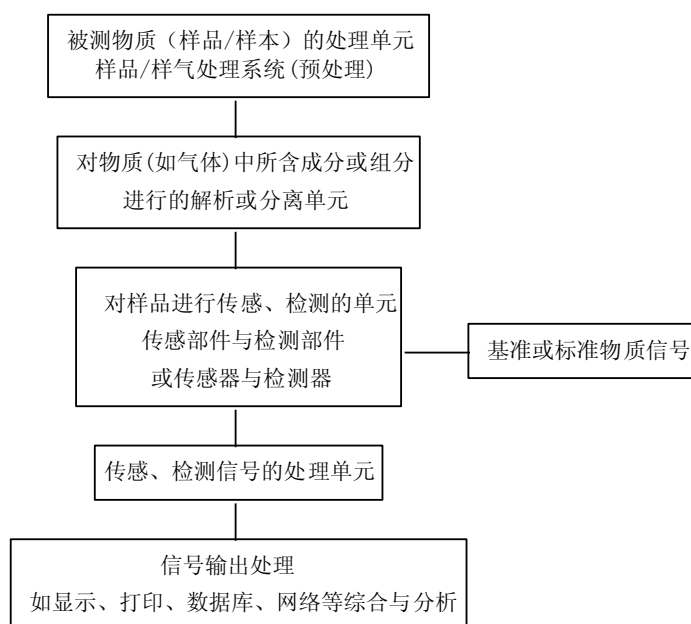 被测物质（样品/样本）的处理单元
样品/样气处理系统(预处理)
对物质(如气体)中所含成分或组分
进行的解析或分离单元
对样品进行传感、检测的单元
传感部件与检测部件
或传感器与检测器
基准或标准物质信号
传感、检测信号的处理单元
信号输出处理
如显示、打印、数据库、网络等综合与分析